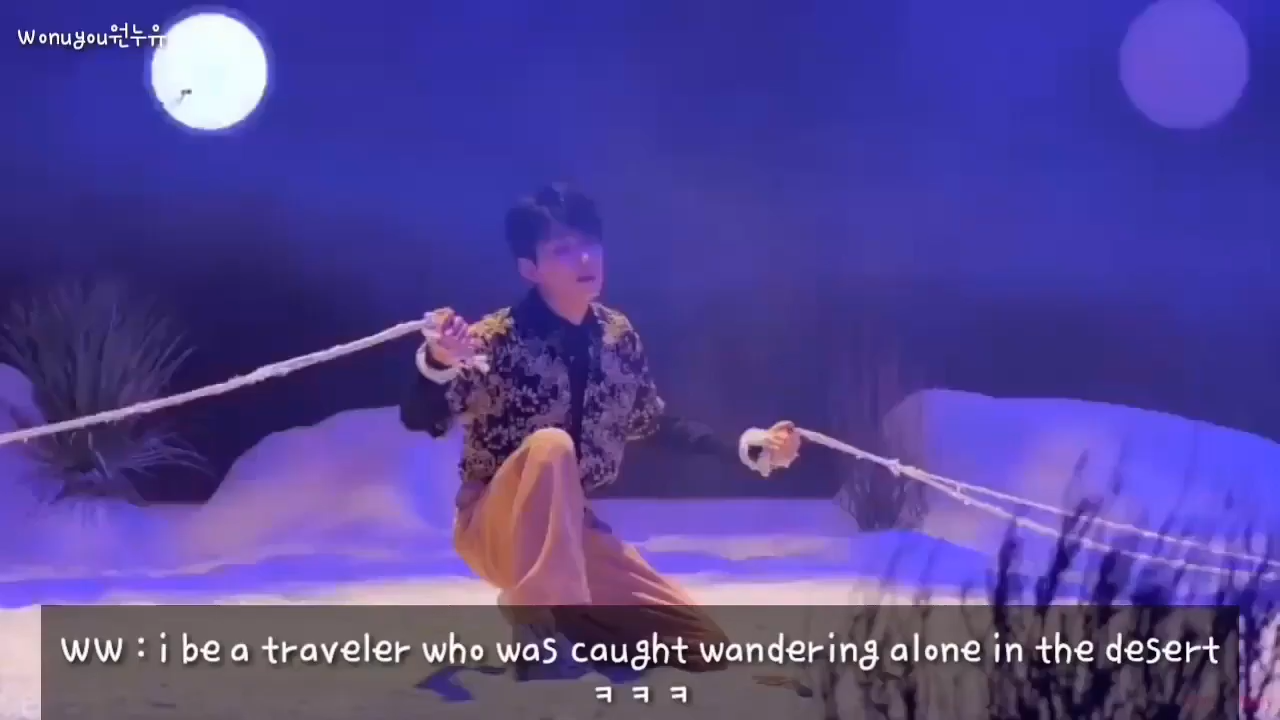 Wonuyou원누유
WW : i be a traveler who was caught wandering alone in the desert
ㅋㅋㅋ